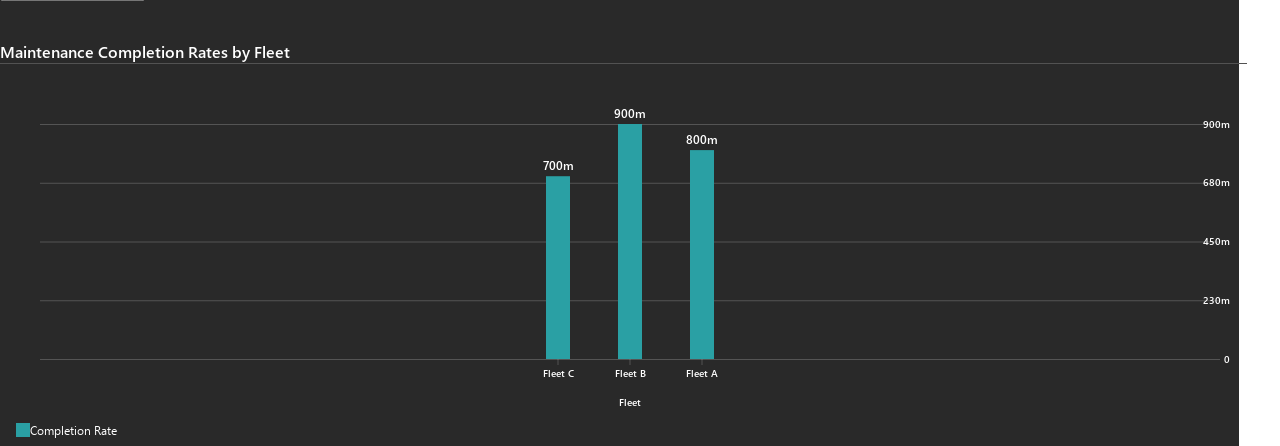 Maintenance Completion Rates by Fleet
900m
800m
700m
900m
680m
450m
230m
0
Fleet C
Fleet B
Fleet A
Fleet
Completion Rate